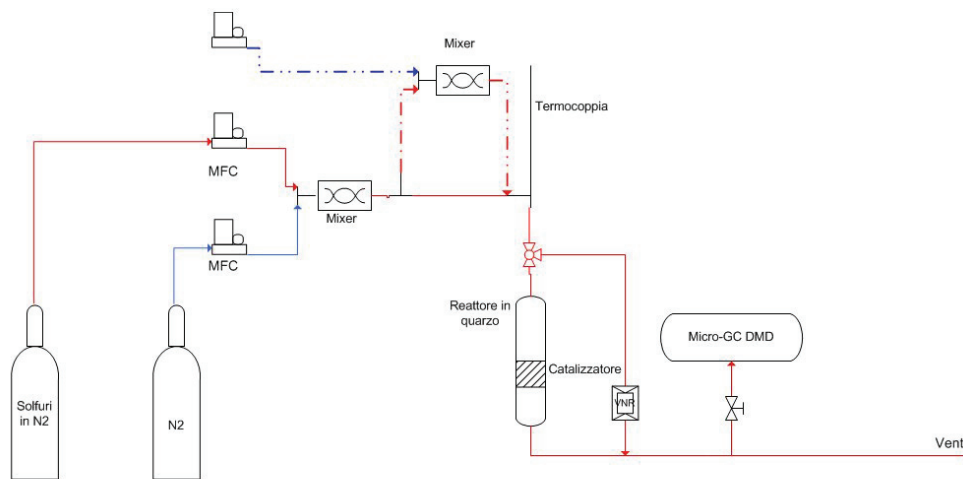 Mixer
Termocoppia
MFC
Mixer
MFC
Reattore in
quarzo
Micro-GC DMD
Catalizzatore
VNR
Solfuri
in N2
N2
Vent